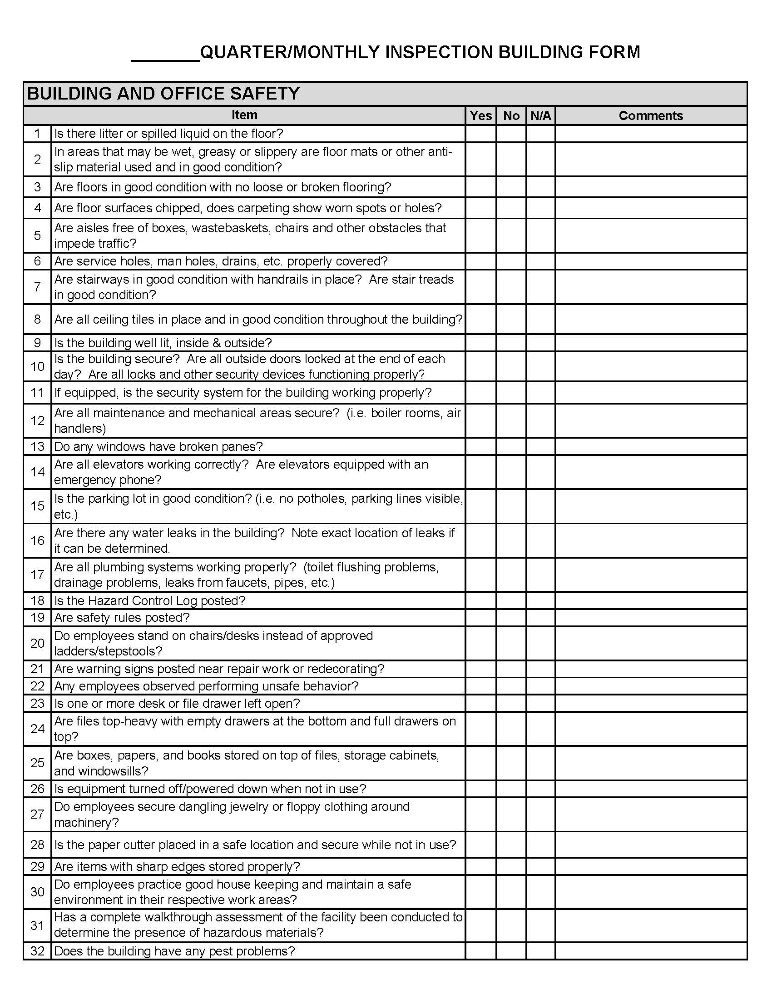 ______QUARTER/MONTHLY INSPECTION BUILDING FORM
BUILDING AND OFFICE SAFETY
Item Yes No N/A Comments
1 Is there litter or spilled liquid on the floor?
2 In areas that may be wet, greasy or slippery are floor mats or other anti-
slip material used and in good condition?
3 Are floors in good condition with no loose or broken flooring?
4 Are floor surfaces chipped, does carpeting show worn spots or holes?
5 Are aisles free of boxes, wastebaskets, chairs and other obstacles that
impede traffic?
6 Are service holes, man holes, drains, etc. properly covered?
7 Are stairways in good condition with handrails in place?  Are stair treads
in good condition?
8 Are all ceiling tiles in place and in good condition throughout the building?
9 Is the building well lit, inside & outside?
10 Is the building secure?  Are all outside doors locked at the end of each
day?  Are all locks and other security devices functioning properly?
11 If equipped, is the security system for the building working properly?
12 Are all maintenance and mechanical areas secure?  (i.e. boiler rooms, air
handlers)
13 Do any windows have broken panes?
14 Are all elevators working correctly?  Are elevators equipped with an
emergency phone?
15 Is the parking lot in good condition? (i.e. no potholes, parking lines visible,
etc.)
16 Are there any water leaks in the building?  Note exact location of leaks if
it can be determined.
17 Are all plumbing systems working properly?  (toilet flushing problems,
drainage problems, leaks from faucets, pipes, etc.)
18 Is the Hazard Control Log posted?
19 Are safety rules posted?
20 Do employees stand on chairs/desks instead of approved
ladders/stepstools?
21 Are warning signs posted near repair work or redecorating?
22 Any employees observed performing unsafe behavior?
23 Is one or more desk or file drawer left open?
24 Are files top-heavy with empty drawers at the bottom and full drawers on
top?
25 Are boxes, papers, and books stored on top of files, storage cabinets,
and windowsills?
26 Is equipment turned off/powered down when not in use?
27 Do employees secure dangling jewelry or floppy clothing around
machinery?
28 Is the paper cutter placed in a safe location and secure while not in use?
29 Are items with sharp edges stored properly?
30 Do employees practice good house keeping and maintain a safe
environment in their respective work areas?
31 Has a complete walkthrough assessment of the facility been conducted to
determine the presence of hazardous materials?
32 Does the building have any pest problems?